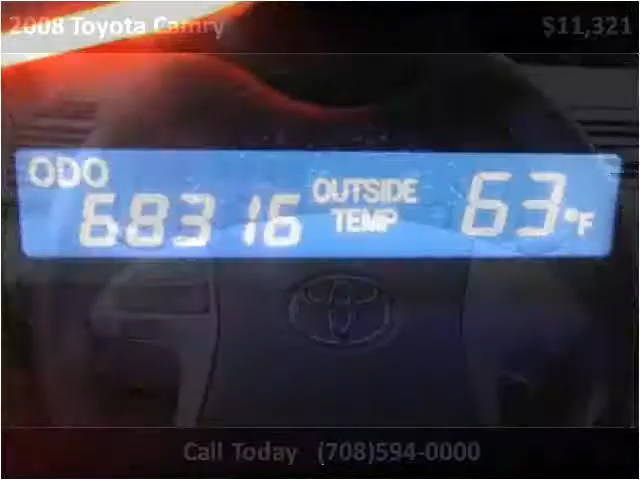 2008 Toyota Camry $11,321
ODO
68316 OUTSIDE TEMP 63°F
Call Today (708)594-0000